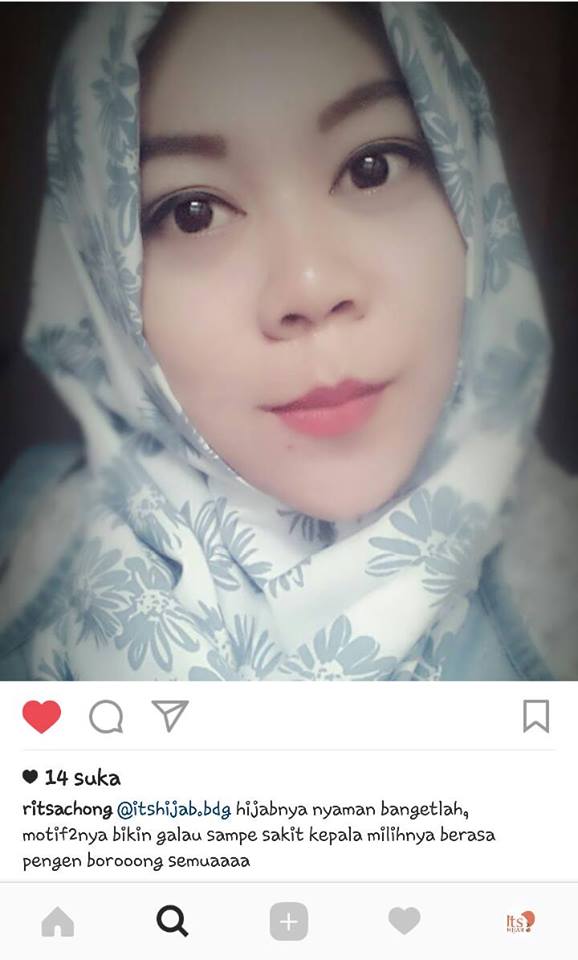 14 suka
ritsachong @itshijab.bdg hijabnya nyaman bangetlah,
motif2nya bikin galau sampe sakit kepala milihnya berasa
pengen borooong semuaaaa
Its